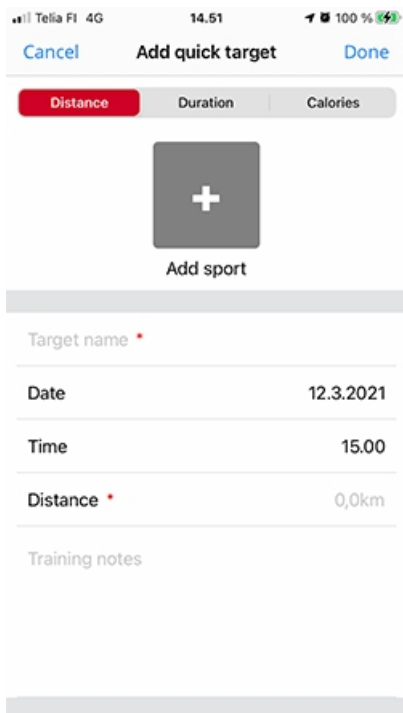 Telia FI 4G 14.51 100 %
Cancel Add quick target Done
Distance Duration Calories
Add sport
Target name *
Date 12.3.2021
Time 15.00
Distance * 0,0km
Training notes